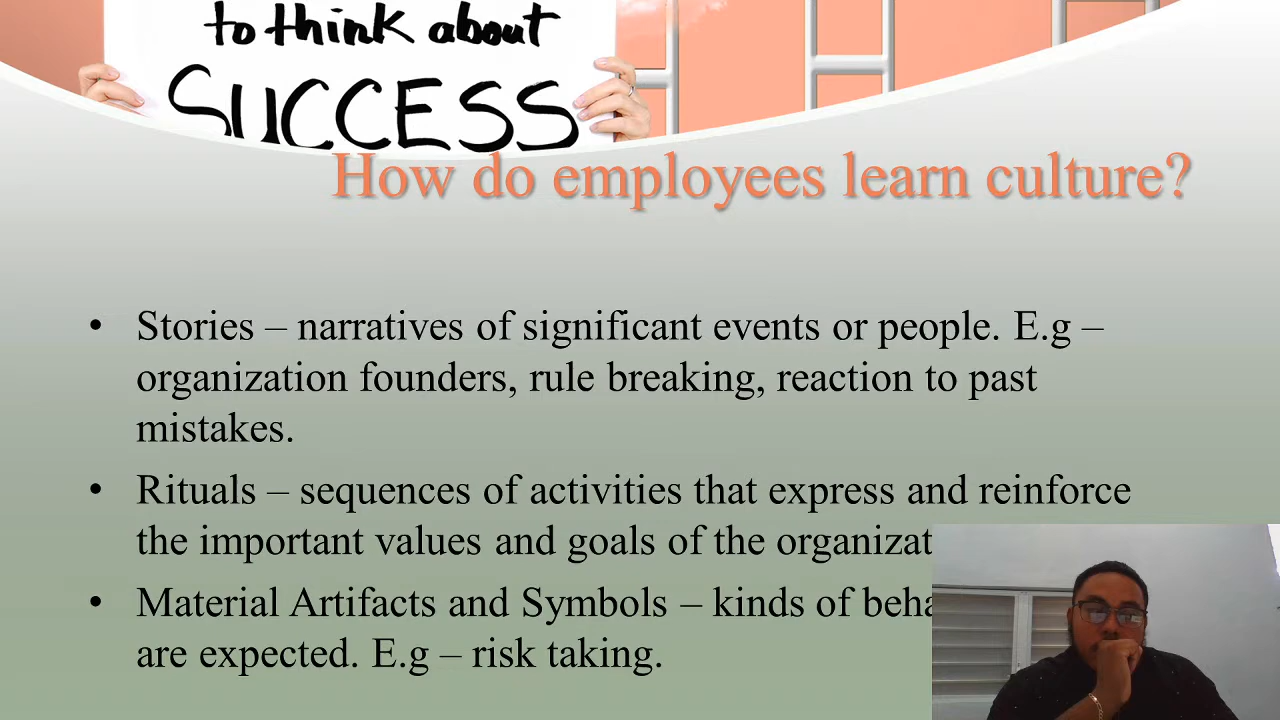 to think about
SUCCESS
How do employees learn culture?
• Stories – narratives of significant events or people. E.g –
organization founders, rule breaking, reaction to past
mistakes.
• Rituals – sequences of activities that express and reinforce
the important values and goals of the
• Material Artifacts and Symbols – kinds of
are expected. E.g – risk taking.